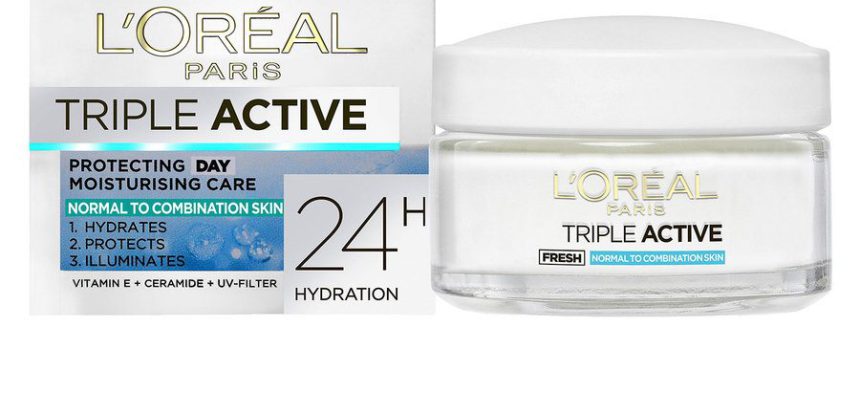 L'ORÉAL
PARiS
TRIPLE ACTIVE
PROTECTING DAY
MOISTURISING CARE
NORMAL TO COMBINATION SKIN
1. HYDRATES
2. PROTECTS
3. ILLUMINATES
VITAMIN E + CERAMIDE + UV-FILTER
24H
HYDRATION
L'ORÉAL
PARiS
TRIPLE ACTIVE
FRESH NORMAL TO COMBINATION SKIN